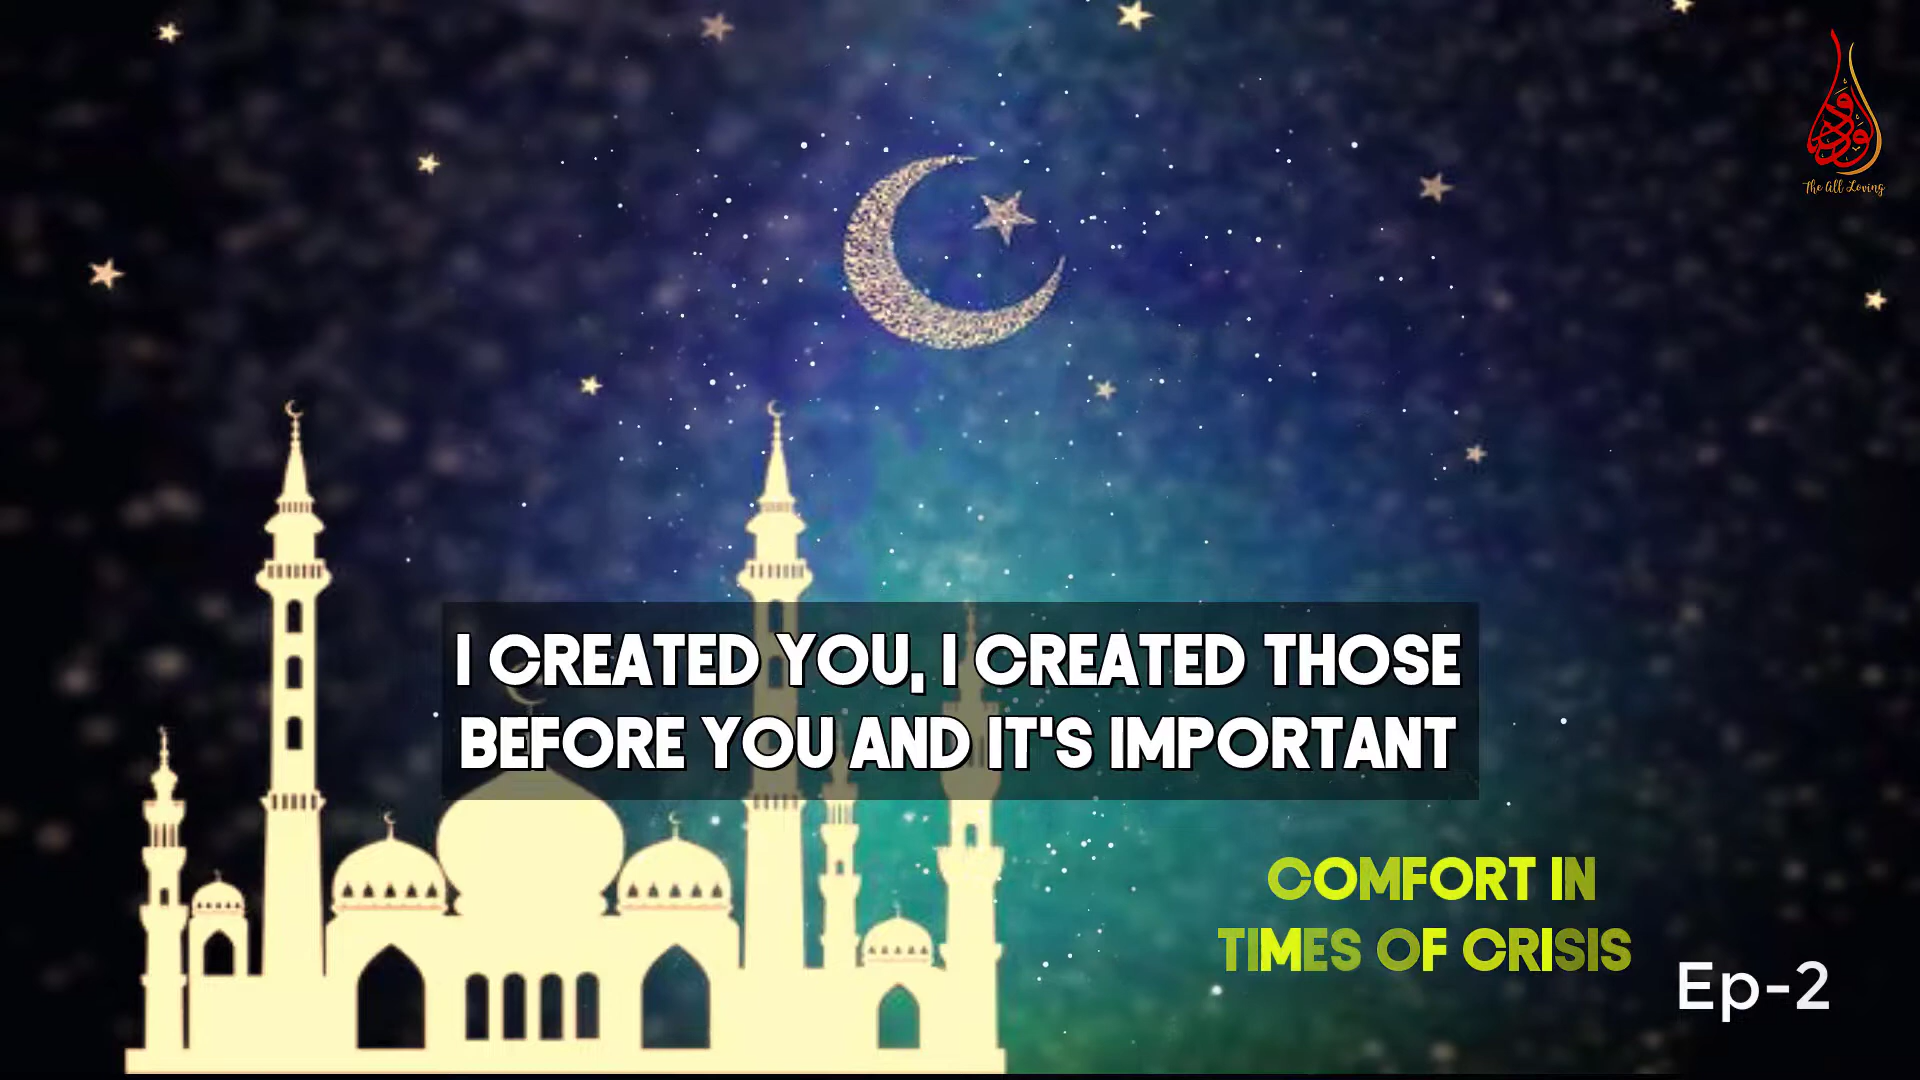 The All Loving
I CREATED YOU, I CREATED THOSE
BEFORE YOU AND IT'S IMPORTANT
COMFORT IN
TIMES OF CRISIS
Ep-2